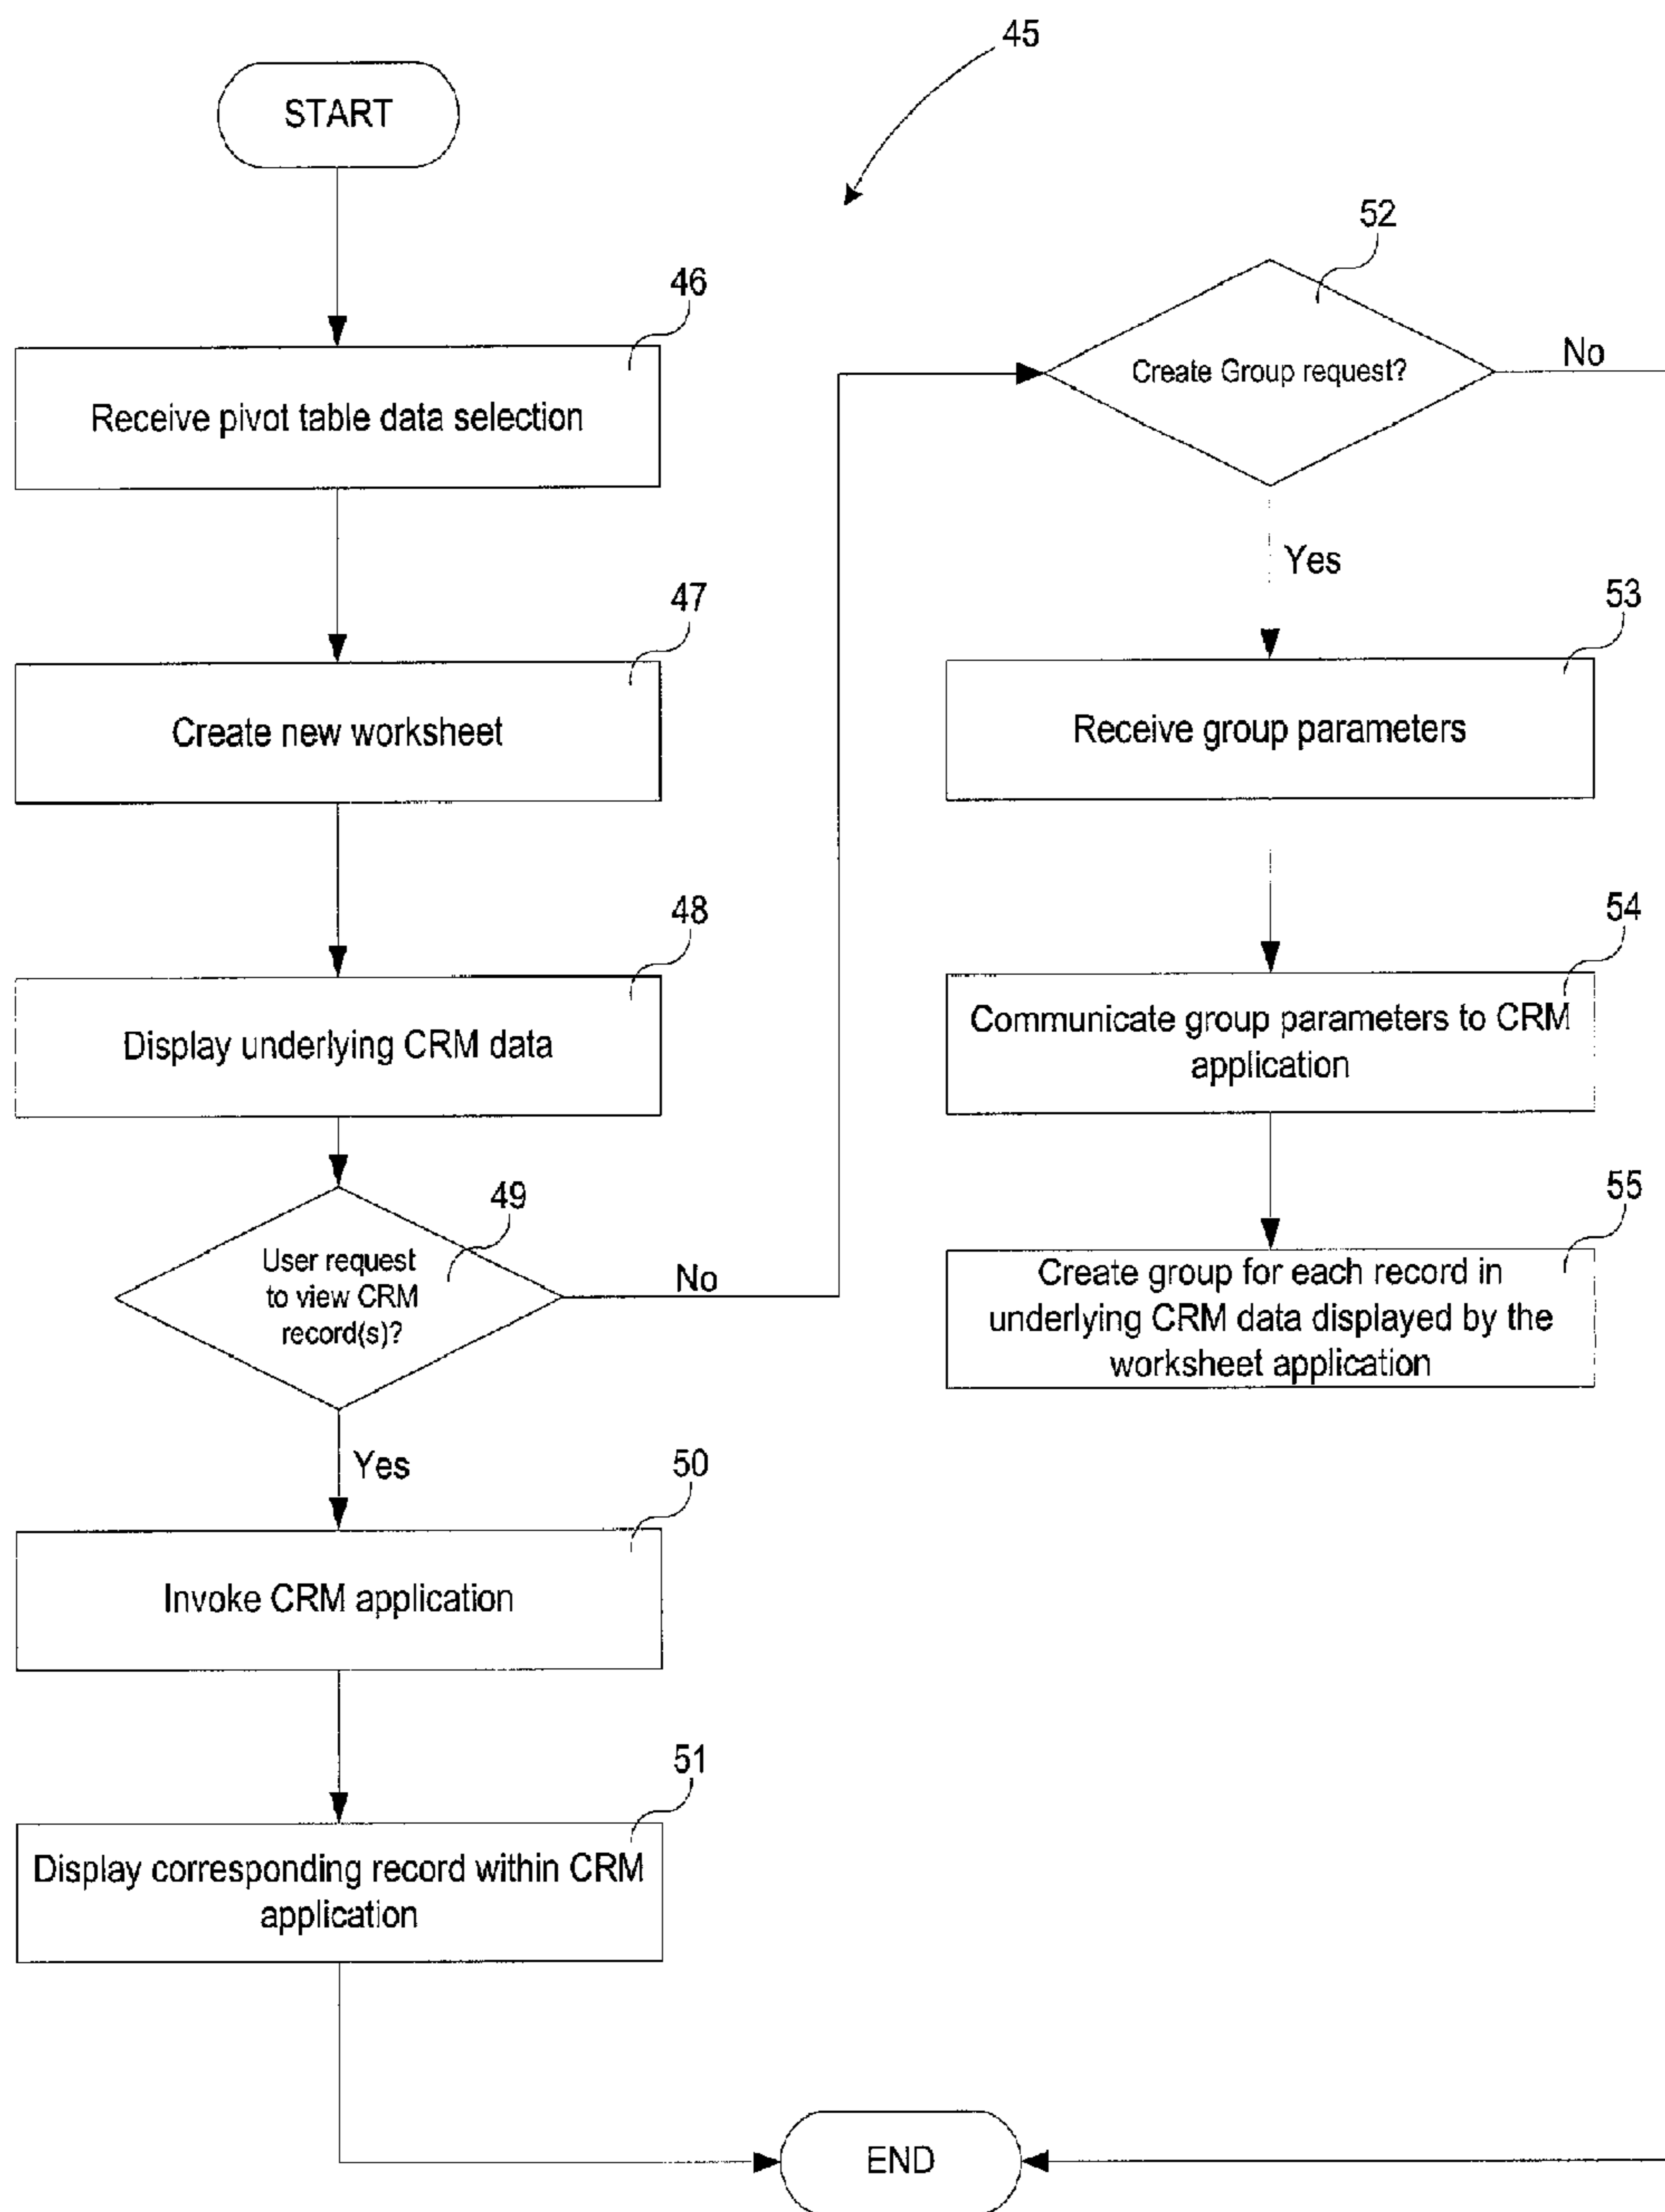 START
45
46
Receive pivot table data selection
47
Create new worksheet
48
Display underlying CRM data
49
User request
to view CRM
record(s)?
No
Yes
50
Invoke CRM application
51
Display corresponding record within CRM
application
52
Create Group request?
No
Yes
53
Receive group parameters
54
Communicate group parameters to CRM
application
55
Create group for each record in
underlying CRM data displayed by the
worksheet application
END